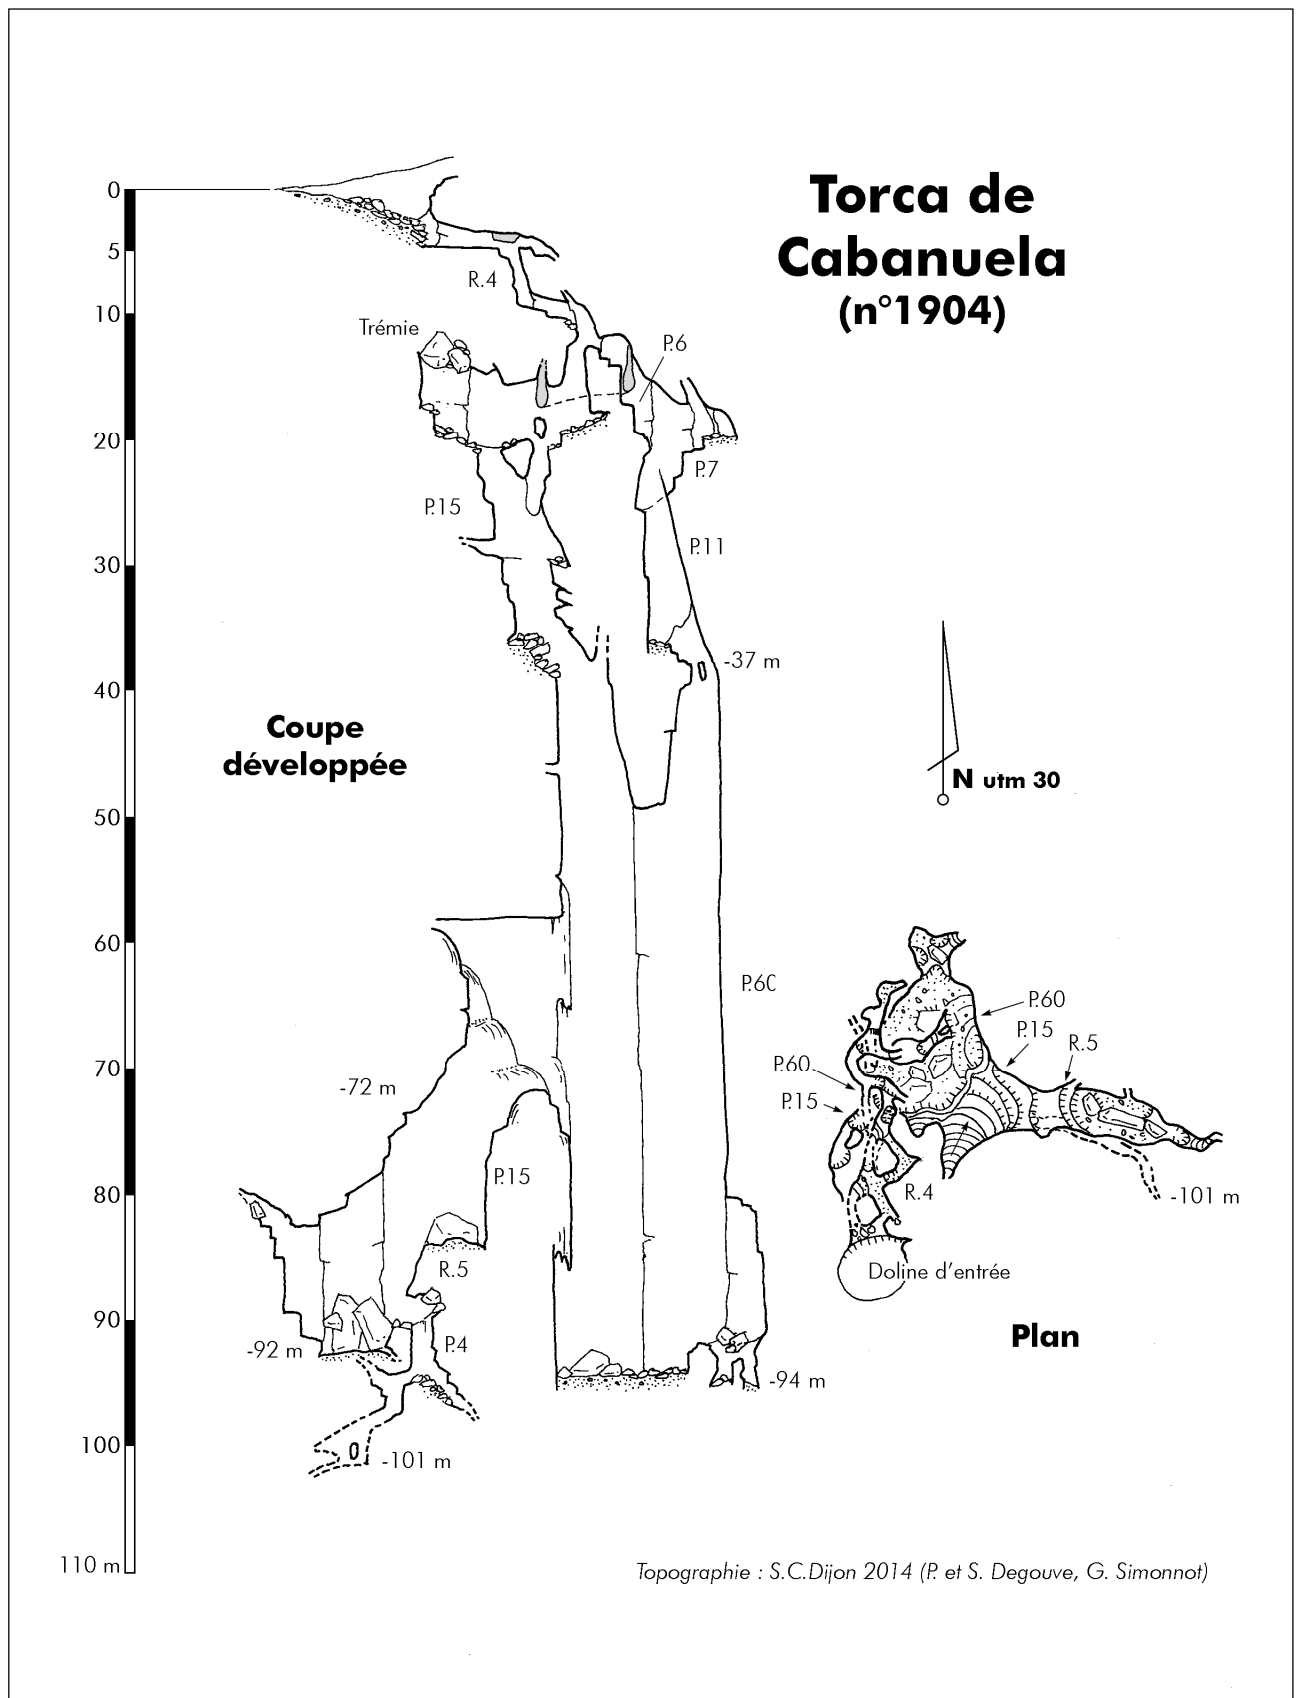 Torca de
Cabanuela
(n°1904)
0
5
10
20
30
40
50
60
70
80
90
100
110 m
R.4
Trémie
P.6
P.7
P.15
P.11
-37 m
Coupe
développée
N utm 30
P.60
-72 m
P.15
R.5
P.4
-92 m
-94 m
-101 m
P.60
P.15
R.5
P.60
P.15
R.4
-101 m
Doline d'entrée
Plan
Topographie : S.C.Dijon 2014 (P. et S. Degouve, G. Simonnot)